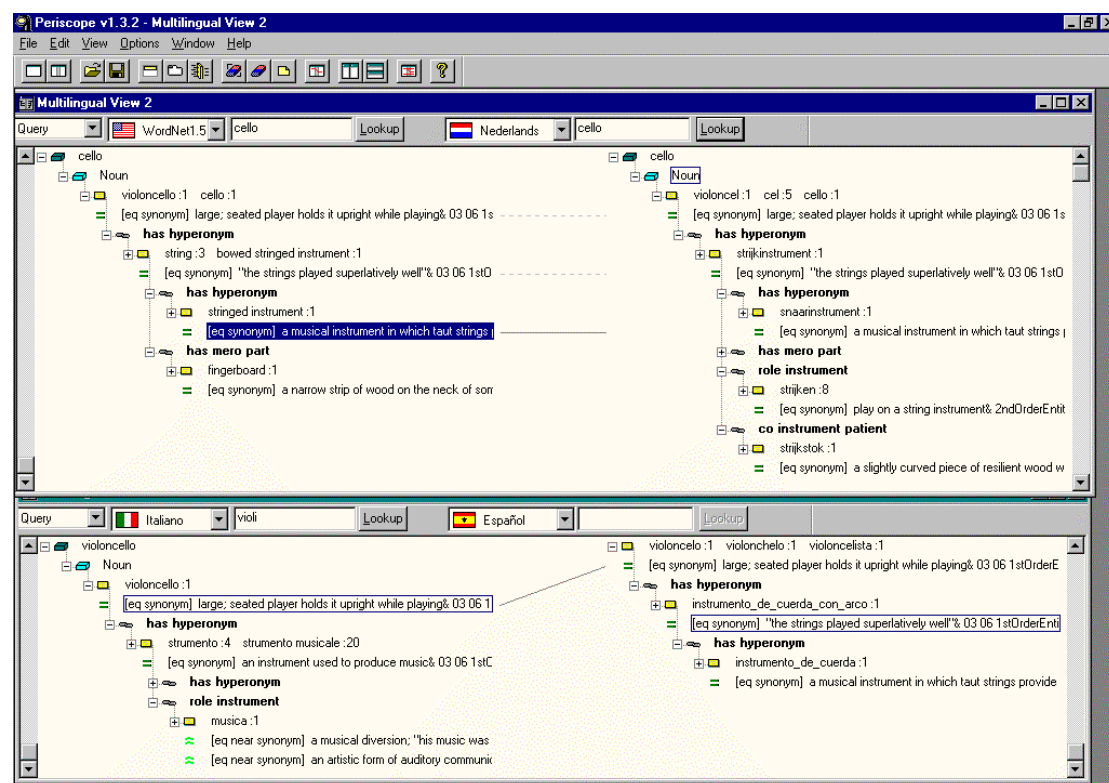 Periscope v1.3.2 - Multilingual View 2
File Edit View Options Window Help
Multilingual View 2
Query WordNet1.5 cello Lookup Nederlands cello Lookup
cello
Noun
violoncello :1 cello :1
[eq synonym] large; seated player holds it upright while playing& 03 06 1s
has hyperonym
string :3 bowed stringed instrument :1
[eq synonym] "the strings played superlatively well"& 03 06 1stO
has hyperonym
stringed instrument :1
[eq synonym] a musical instrument in which taut strings p
has mero part
fingerboard :1
[eq synonym] a narrow strip of wood on the neck of som
cello
Noun
violoncel :1 cel :5 cello :1
[eq synonym] large; seated player holds it upright while playing& 03 06 1s
has hyperonym
strijkinstrument :1
[eq synonym] "the strings played superlatively well"& 03 06 1stO
has hyperonym
snaarinstrument :1
[eq synonym] a musical instrument in which taut strings p
has mero part
role instrument
strijken :8
[eq synonym] play on a string instrument& 2ndOrderEntit
co instrument patient
strijkstok :1
[eq synonym] a slightly curved piece of resilient wood w
Query Italiano violi Lookup Español Lookup
violoncello
Noun
violoncello :1
[eq synonym] large; seated player holds it upright while playing& 03 06 1
has hyperonym
strumento :4 strumento musicale :20
[eq synonym] an instrument used to produce music& 03 06 1stC
has hyperonym
role instrument
musica :1
[eq near synonym] a musical diversion; "his music was
[eq near synonym] an artistic form of auditory communic
violoncelo :1 violonchelo :1 violoncelista :1
[eq synonym] large; seated player holds it upright while playing& 03 06 1stOrderE
has hyperonym
instrumento_de_cuerda_con_arco :1
[eq synonym] "the strings played superlatively well"& 03 06 1stOrderEnti
has hyperonym
instrumento_de_cuerda :1
[eq synonym] a musical instrument in which taut strings provide